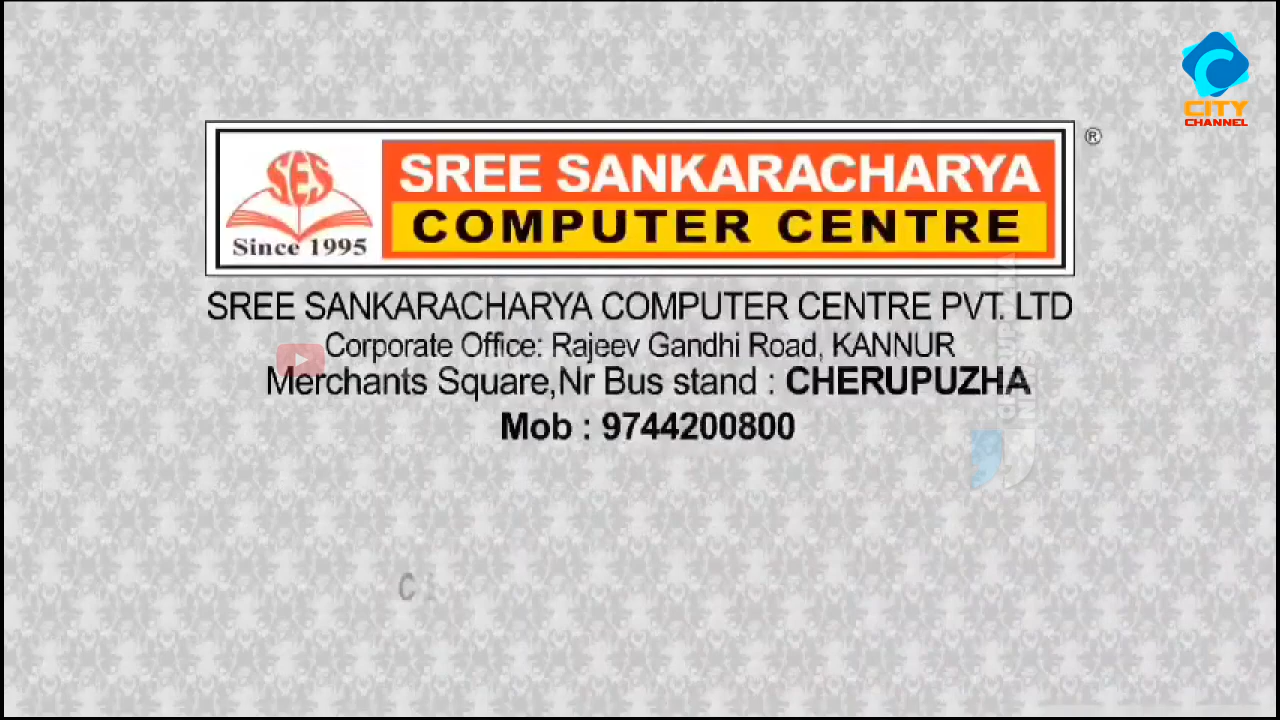 CITY
CHANNEL
SES
Since 1995
SREE SANKARACHARYA
COMPUTER CENTRE
®
SREE SANKARACHARYA COMPUTER CENTRE PVT. LTD
Corporate Office: Rajeev Gandhi Road, KANNUR
Merchants Square,Nr Bus stand : CHERUPUZHA
Mob : 9744200800